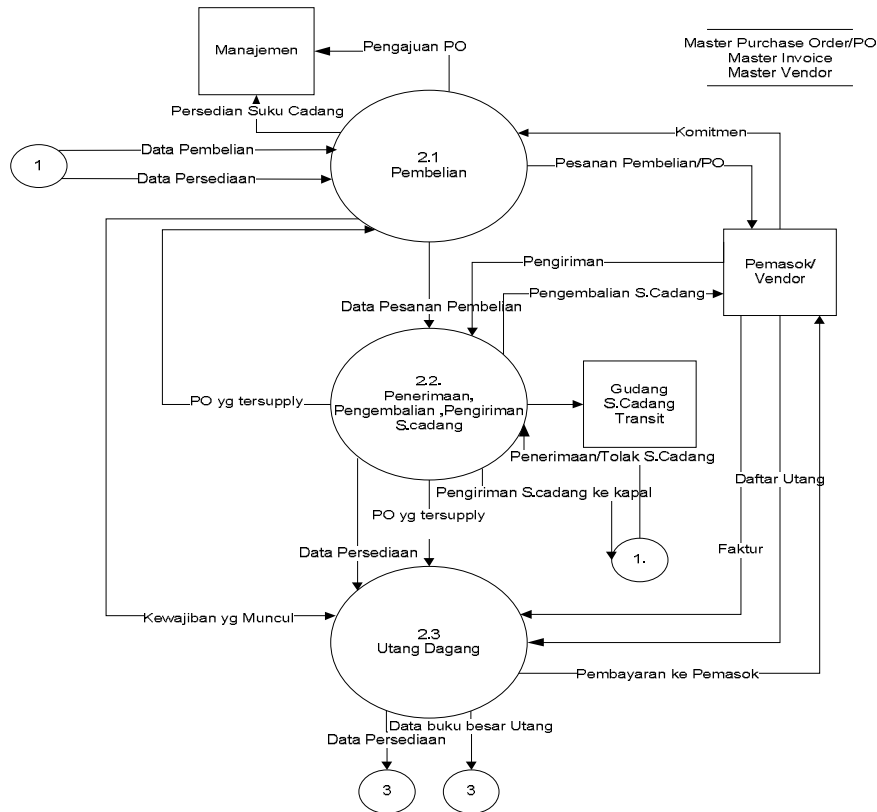 Manajemen
Pengajuan PO
Master Purchase Order/PO
Master Invoice
Master Vendor
Persedian Suku Cadang
Komitmen
1
Data Pembelian
Data Persediaan
2.1
Pembelian
Pesanan Pembelian/PO
Pengiriman
Pemasok/
Vendor
Pengembalian S.Cadang
Data Pesanan Pembelian
2.2.
Penerimaan,
Pengembalian ,Pengiriman
S.cadang
Gudang
S.Cadang
Transit
PO yg tersupply
Penerimaan/Tolak S.Cadang
Daftar Utang
Pengiriman S.cadang ke kapal
PO yg tersupply
Data Persediaan
Faktur
1.
Kewajiban yg Muncul
2.3
Utang Dagang
Pembayaran ke Pemasok
Data buku besar Utang
Data Persediaan
3
3